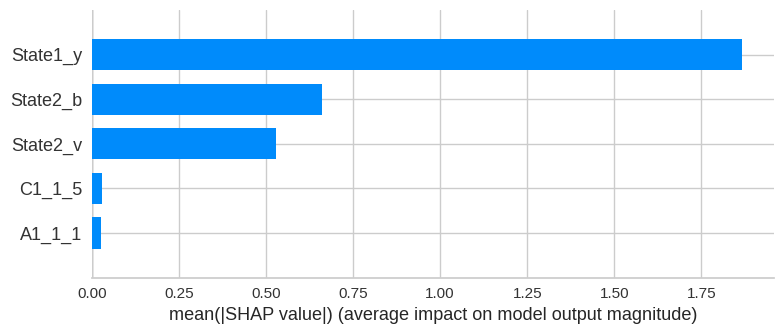 State1_y
State2_b
State2_v
C1_1_5
A1_1_1
0.00 0.25 0.50 0.75 1.00 1.25 1.50 1.75
mean(|SHAP value|) (average impact on model output magnitude)